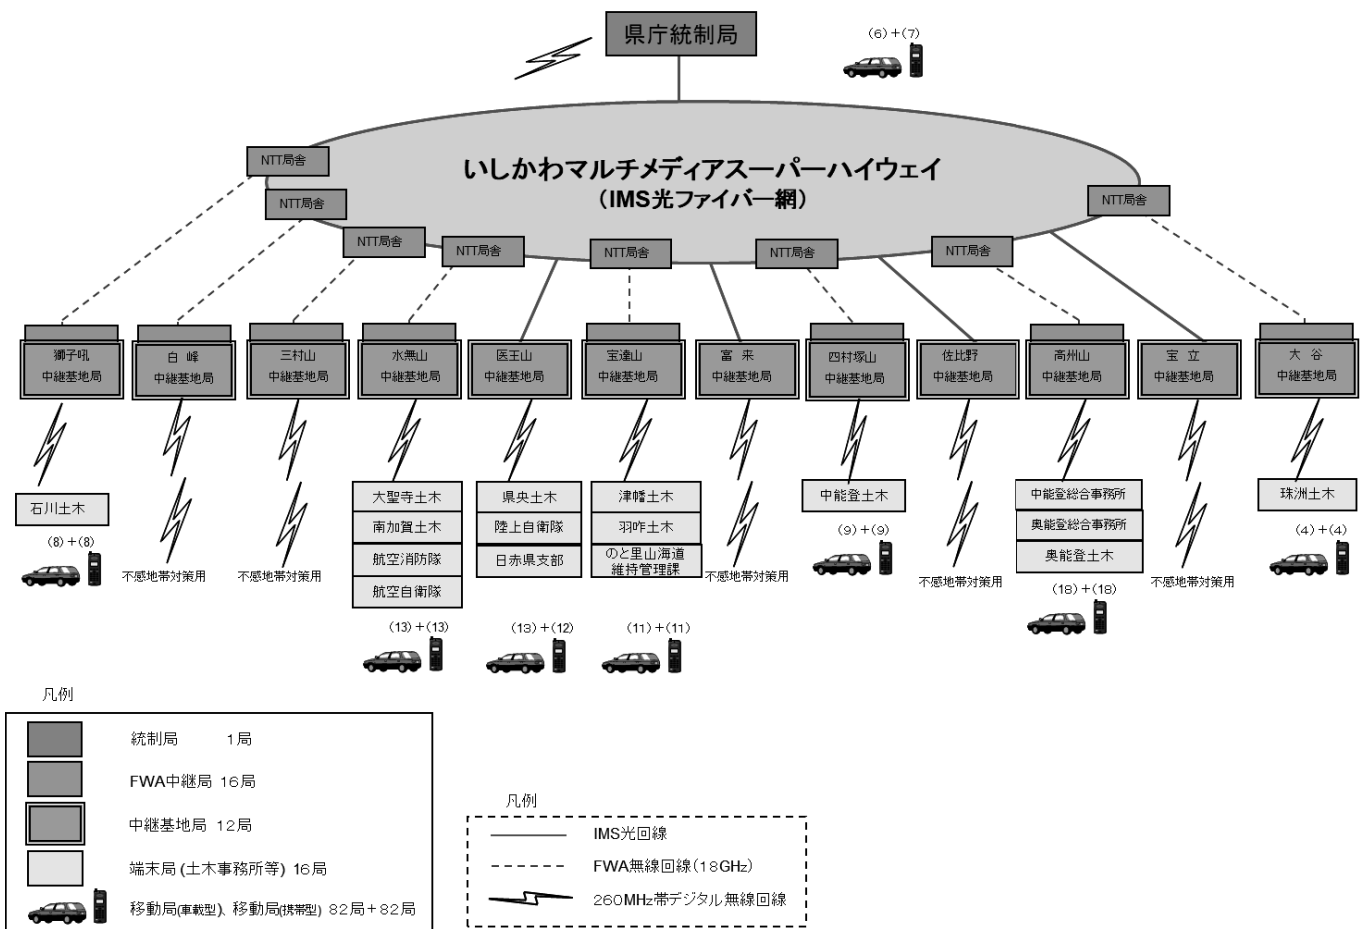 県庁統制局
(6)+(7)
いしかわマルチメディアスーパーハイウェイ
(IMS光ファイバー網)
NTT局舎
NTT局舎
NTT局舎
NTT局舎
NTT局舎
NTT局舎
NTT局舎
NTT局舎
獅子吼
中継基地局
白 峰
中継基地局
三村山
中継基地局
水無山
中継基地局
医王山
中継基地局
宝達山
中継基地局
富 来
中継基地局
四村塚山
中継基地局
佐比野
中継基地局
高州山
中継基地局
宝 立
中継基地局
大 谷
中継基地局
石川土木
(8)+(8)
不感地帯対策用
不感地帯対策用
大聖寺土木
南加賀土木
航空消防隊
航空自衛隊
(13)+(13)
県央土木
陸上自衛隊
日赤県支部
(13)+(12)
津幡土木
羽咋土木
のと里山海道
維持管理課
(11)+(11)
不感地帯対策用
中能登土木
(9)+(9)
不感地帯対策用
中能登総合事務所
奥能登総合事務所
奥能登土木
(18)+(18)
不感地帯対策用
珠洲土木
(4)+(4)
凡例
統制局 1局
FWA中継局 16局
中継基地局 12局
端末局(土木事務所等) 16局
移動局(車載型)、移動局(携帯型) 82局+82局
凡例
IMS光回線
FWA無線回線(18GHz)
260MHz帯デジタル無線回線